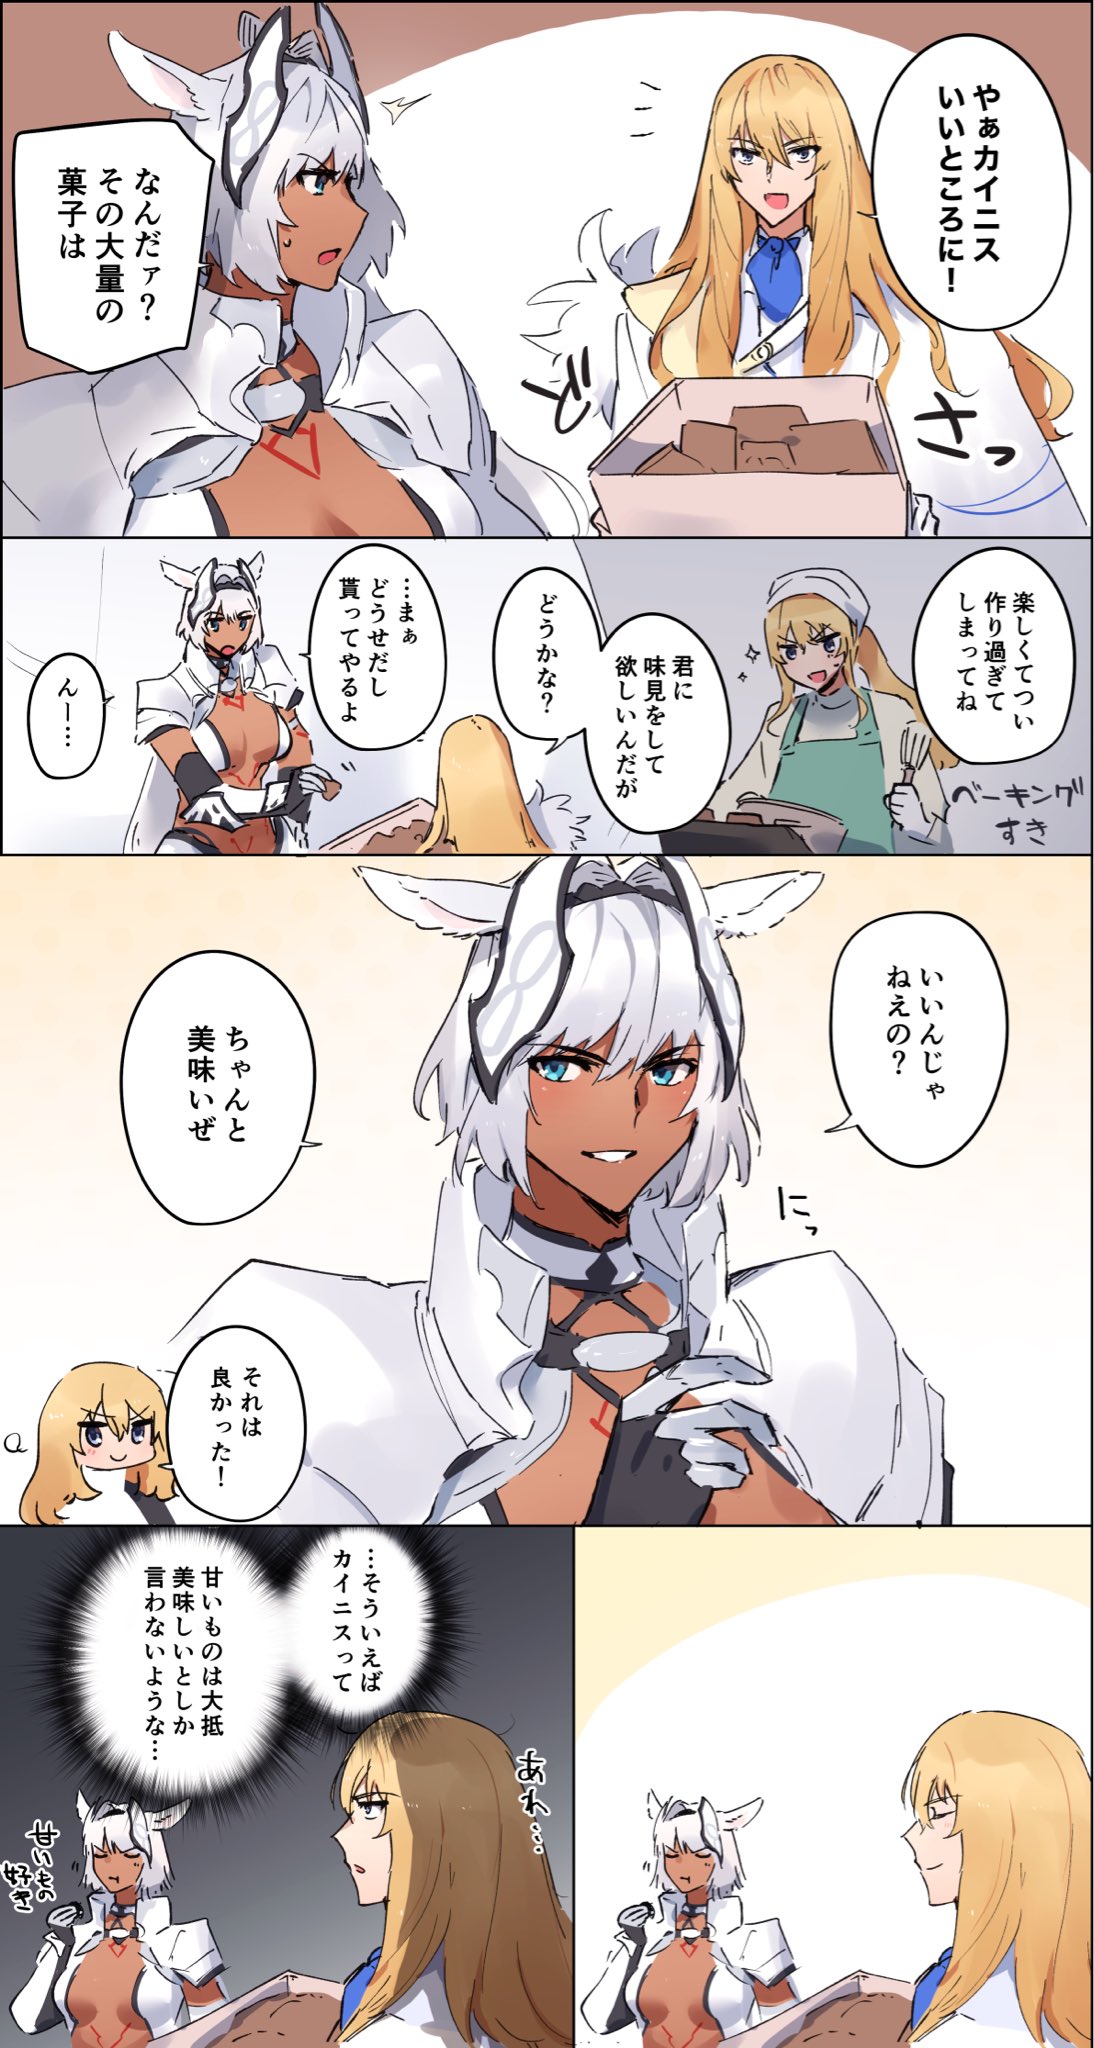 やぁカイニス
いいところに！
なんだァ？
その大量の
菓子は
さっ
どっ
楽しくてつい
作り過ぎて
しまってね
ベーキング
すき
君に
味見をして
欲しいんだが
どうかな？
…まぁ
どうせだし
貰ってやるよ
んー…
いいんじゃ
ねえの？
にっ
ちゃんと
美味いぜ
それは
良かった！
…そういえば
カイニスって
甘いものは大抵
美味しいとしか
言わないような…
あれ…
甘いもの
好き